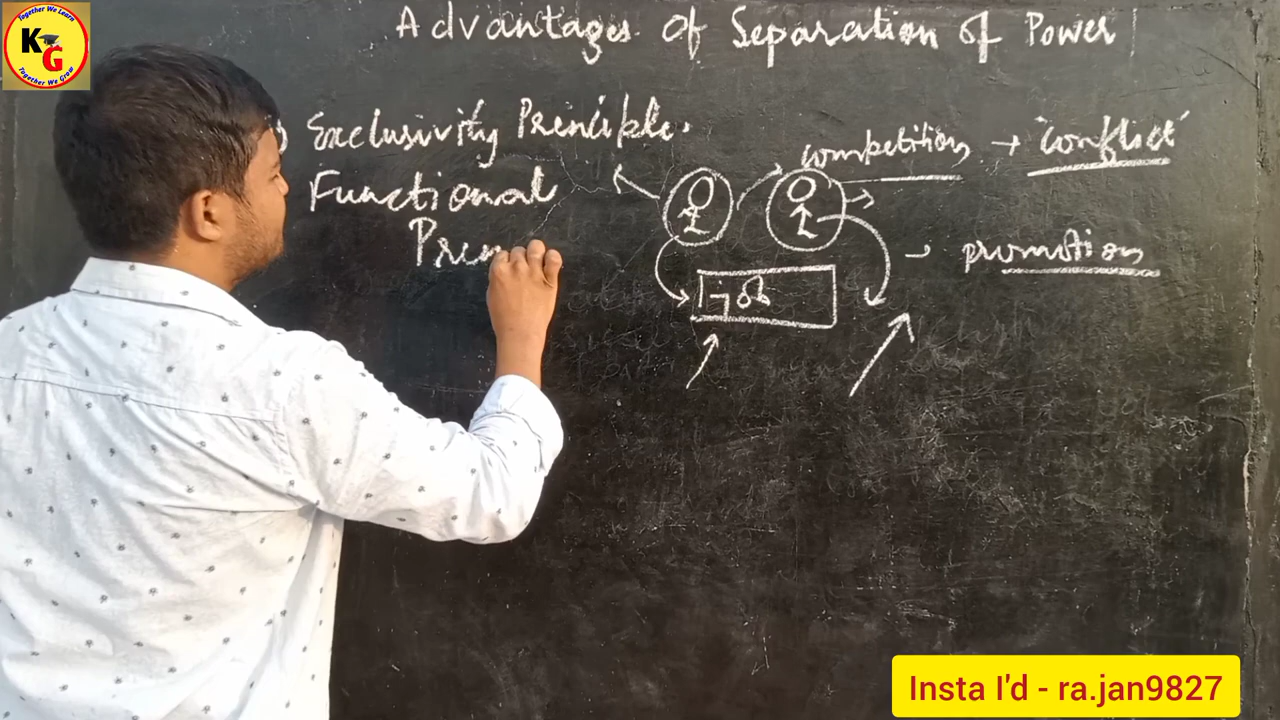 Together We Learn
K G
Together We Grow
Advantages Of Separation of Power
Exclusivity Principle.
competition → "conflict"
Functional
Prin
promotion
Job
Insta I'd - ra.jan9827